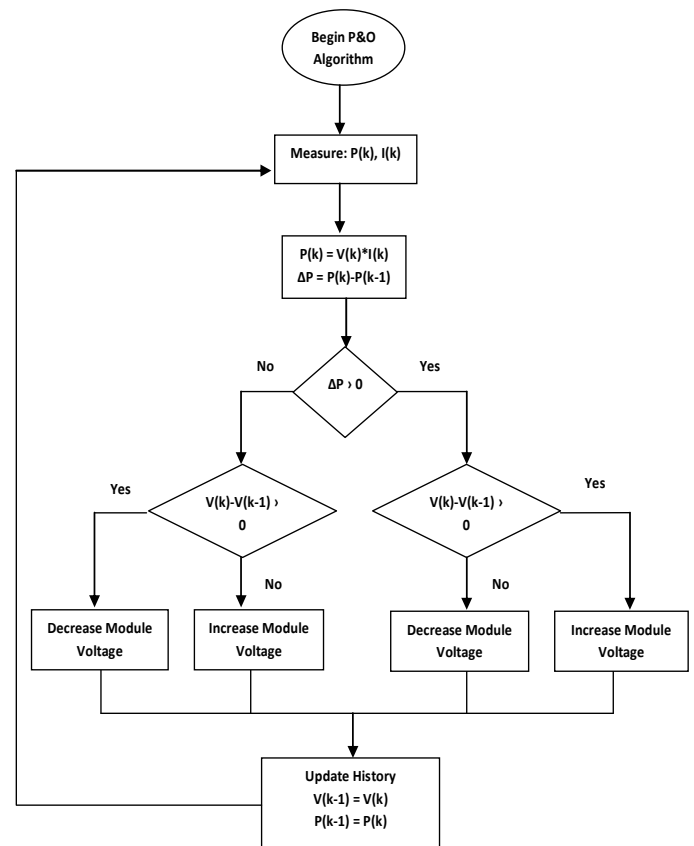 Begin P&O
Algorithm
Measure: P(k), I(k)
P(k) = V(k)*I(k)
ΔP = P(k)-P(k-1)
No
Yes
ΔP › 0
Yes
V(k)-V(k-1) ›
0
No
V(k)-V(k-1) ›
0
Yes
No
Decrease Module
Voltage
Increase Module
Voltage
Decrease Module
Voltage
Increase Module
Voltage
Update History
V(k-1) = V(k)
P(k-1) = P(k)